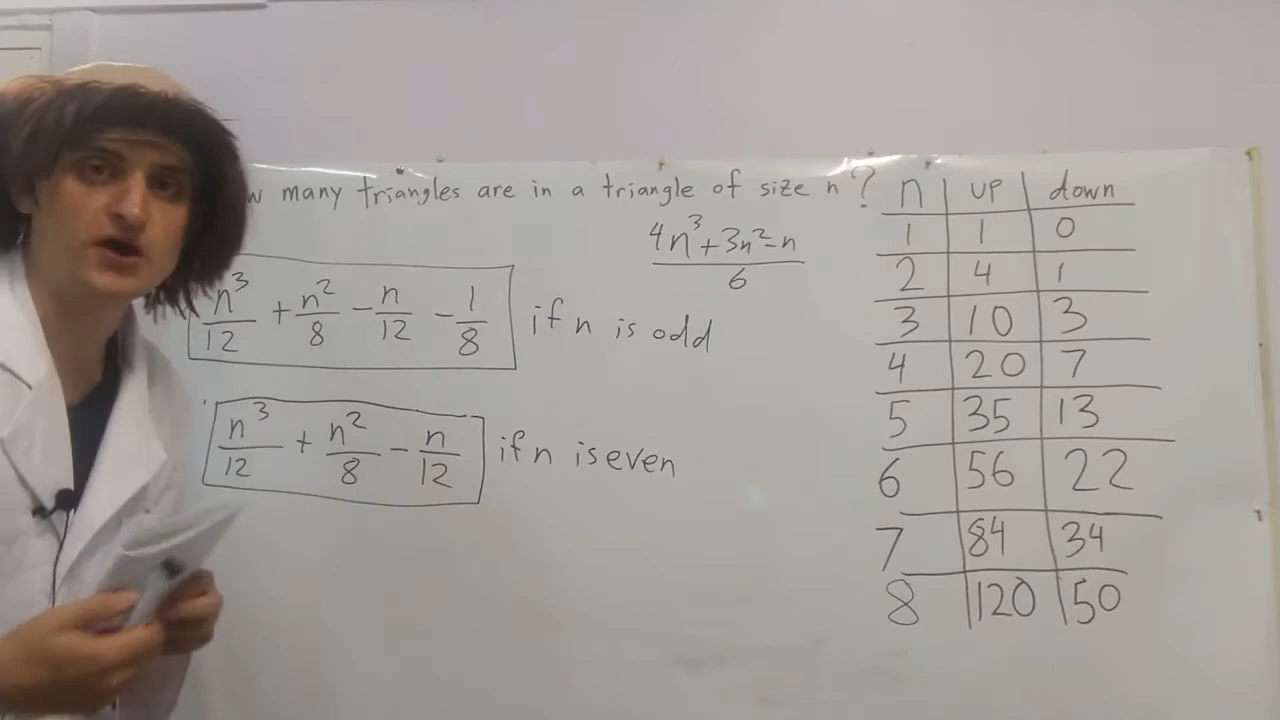 many triangles are in a triangle of size n?
4n³+3n²-n
6
n³/12 + n²/8 - n/12 - 1/8 if n is odd
n³/12 + n²/8 - n/12 if n is even
n up down
1 1 0
2 4 1
3 10 3
4 20 7
5 35 13
6 56 22
7 84 34
8 120 50